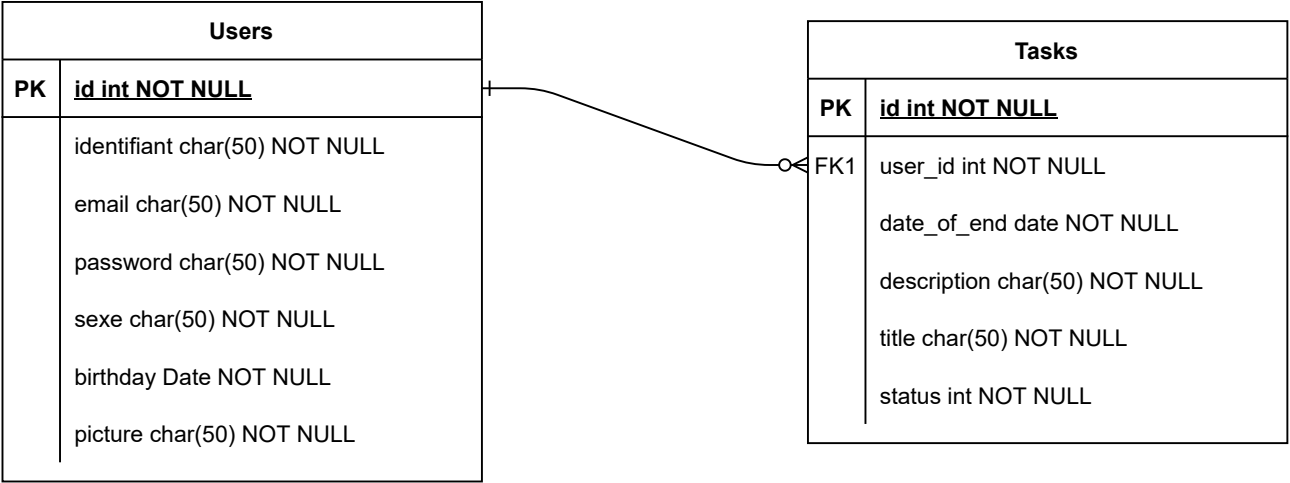 Users
PK id int NOT NULL
identifiant char(50) NOT NULL
email char(50) NOT NULL
password char(50) NOT NULL
sexe char(50) NOT NULL
birthday Date NOT NULL
picture char(50) NOT NULL
Tasks
PK id int NOT NULL
FK1 user_id int NOT NULL
date_of_end date NOT NULL
description char(50) NOT NULL
title char(50) NOT NULL
status int NOT NULL